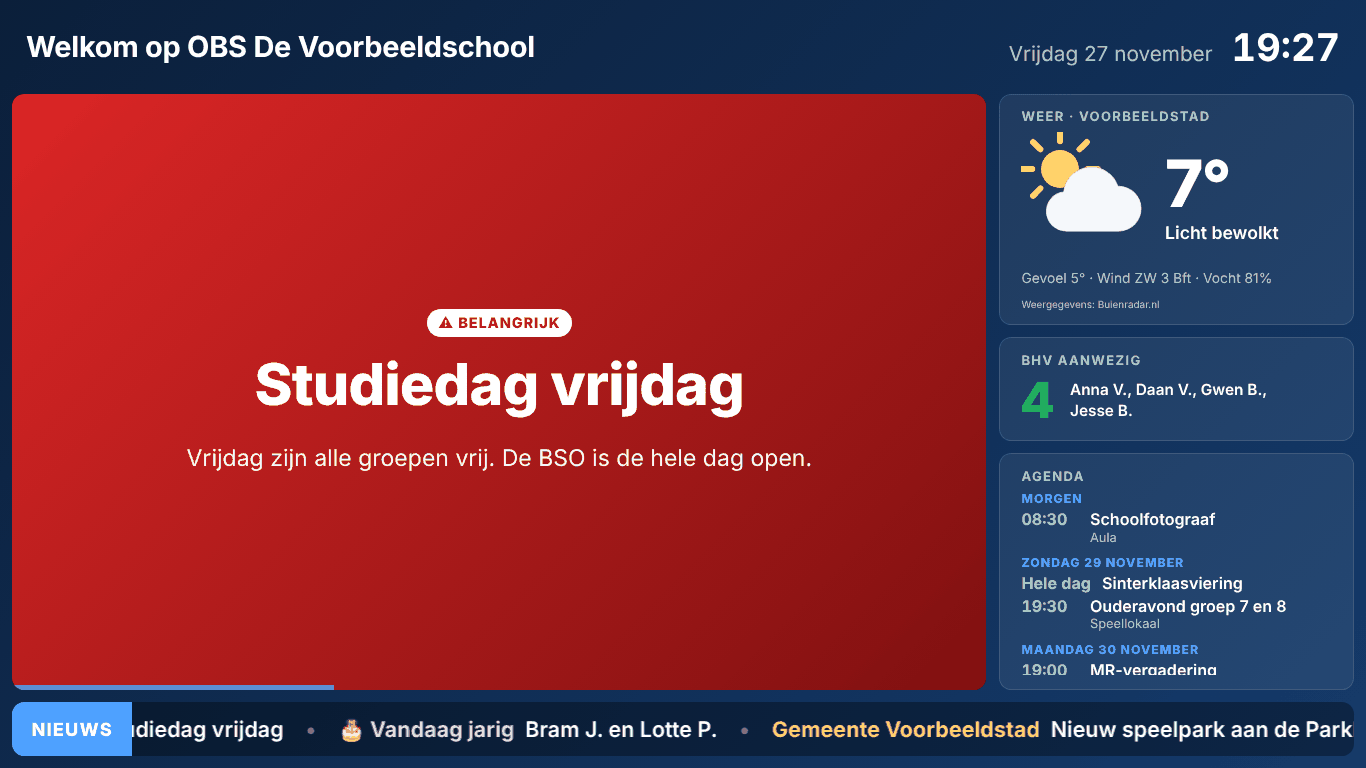 Welkom op OBS De Voorbeeldschool
Vrijdag 27 november 19:27
⚠ BELANGRIJK
Studiedag vrijdag
Vrijdag zijn alle groepen vrij. De BSO is de hele dag open.
WEER · VOORBEELDSTAD
7°
Licht bewolkt
Gevoel 5° · Wind ZW 3 Bft · Vocht 81%
Weergegevens: Buienradar.nl
BHV AANWEZIG
4
Anna V., Daan V., Gwen B.,
Jesse B.
AGENDA
MORGEN
08:30 Schoolfotograaf
Aula
ZONDAG 29 NOVEMBER
Hele dag Sinterklaasviering
19:30 Ouderavond groep 7 en 8
Speellokaal
MAANDAG 30 NOVEMBER
19:00 MR-vergadering
NIEUWS udiedag vrijdag • 🎂 Vandaag jarig Bram J. en Lotte P. • Gemeente Voorbeeldstad Nieuw speelpark aan de Park